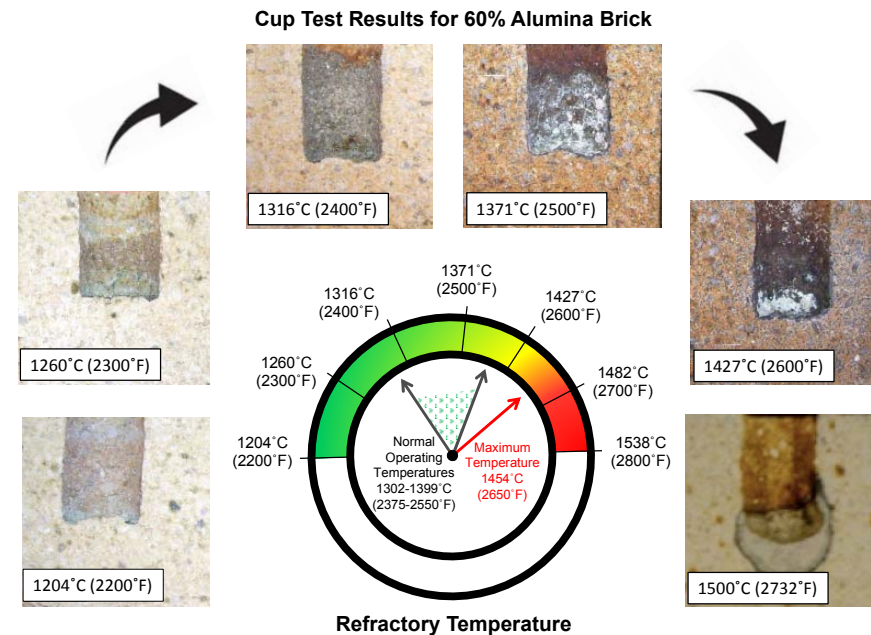 Cup Test Results for 60% Alumina Brick
1316˚C (2400˚F)
1371˚C (2500˚F)
1260˚C (2300˚F)
1427˚C (2600˚F)
1204˚C (2200˚F)
1500˚C (2732˚F)
1204˚C
(2200˚F)
1260˚C
(2300˚F)
1316˚C
(2400˚F)
1371˚C
(2500˚F)
1427˚C
(2600˚F)
1482˚C
(2700˚F)
1538˚C
(2800˚F)
Normal
Operating
Temperatures
1302-1399˚C
(2375-2550˚F)
Maximum
Temperature
1454˚C
(2650˚F)
Refractory Temperature